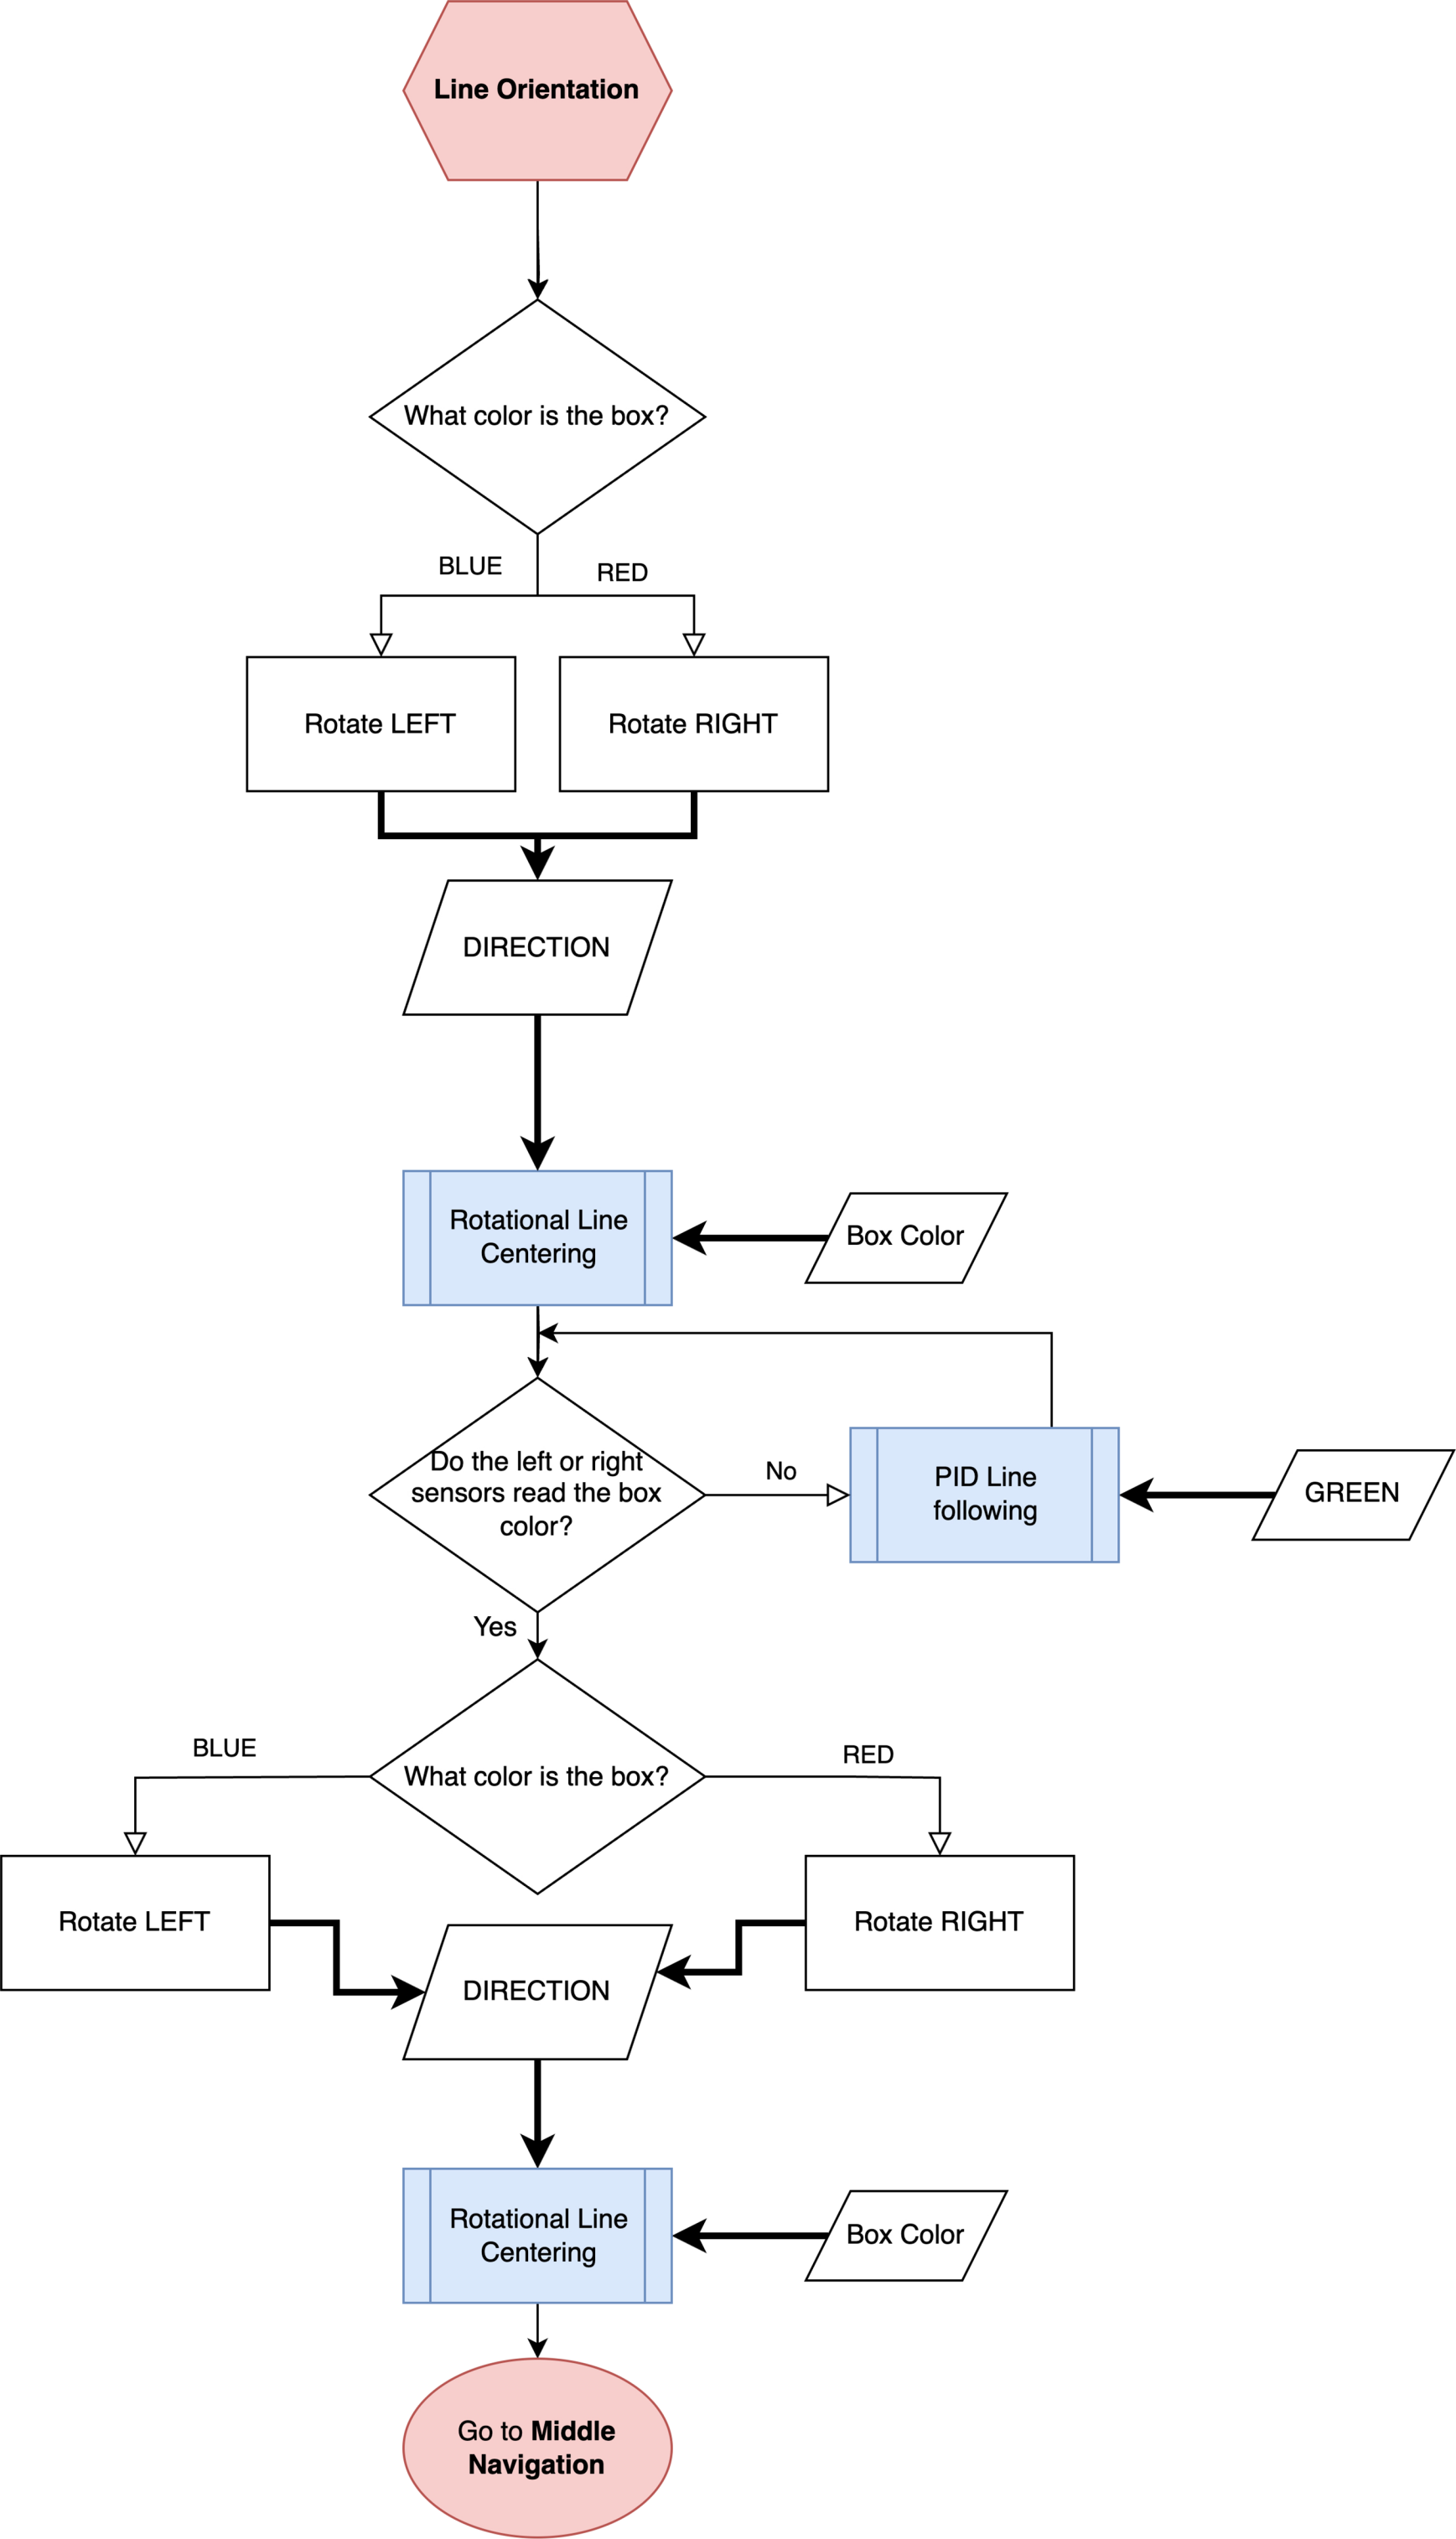 Line Orientation
What color is the box?
BLUE
RED
Rotate LEFT
Rotate RIGHT
DIRECTION
Rotational Line
Centering
Box Color
Do the left or right
sensors read the box
color?
No
PID Line
following
GREEN
Yes
What color is the box?
BLUE
RED
Rotate LEFT
Rotate RIGHT
DIRECTION
Rotational Line
Centering
Box Color
Go to Middle
Navigation